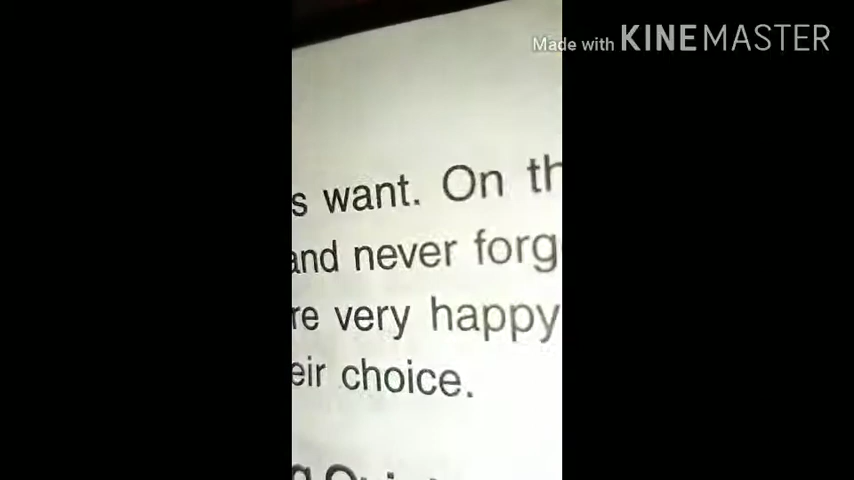 Made with KINEMASTER
s want. On th
and never forg
re very happy
eir choice.